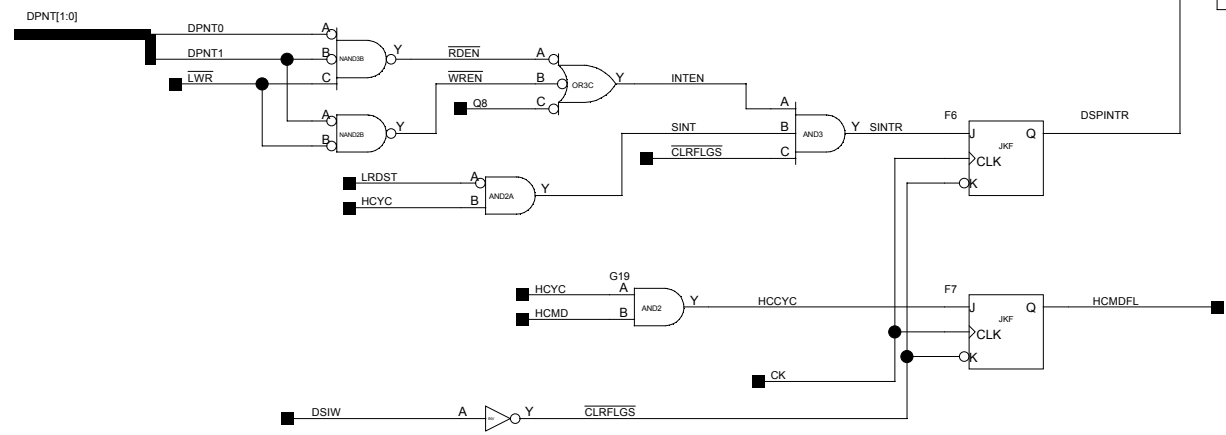 DPNT[1:0]
DPNT0
DPNT1
LWR
A
B
C
NAND3B
Y
RDEN
A
B
NAND2B
Y
WREN
Q8
A
B
C
OR3C
Y
INTEN
LRDST
HCYC
A
B
AND2A
Y
SINT
CLRFLGS
A
B
C
AND3
Y
SINTR
F6
J
CLK
K
JKF
Q
DSPINTR
G19
HCYC
HCMD
A
B
AND2
Y
HCCYC
F7
J
CLK
K
JKF
Q
HCMDFL
CK
DSIW
A
Y
CLRFLGS